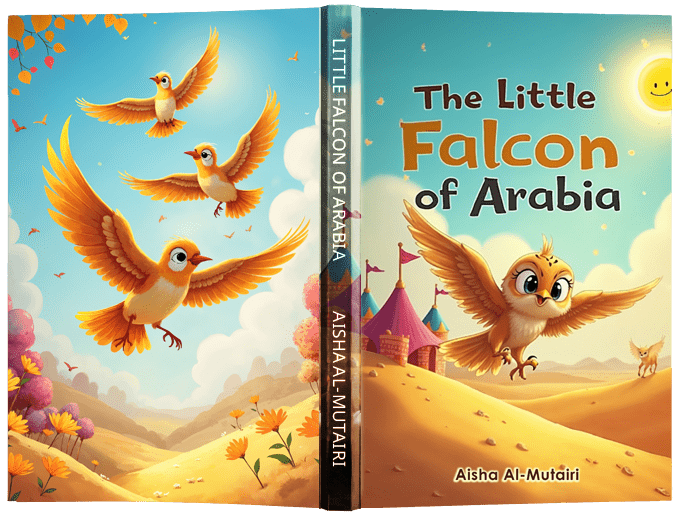 LITTLE FALCON OF ARABIA AISHA AL-MUTAIRI
The Little
Falcon
of Arabia
Aisha Al-Mutairi